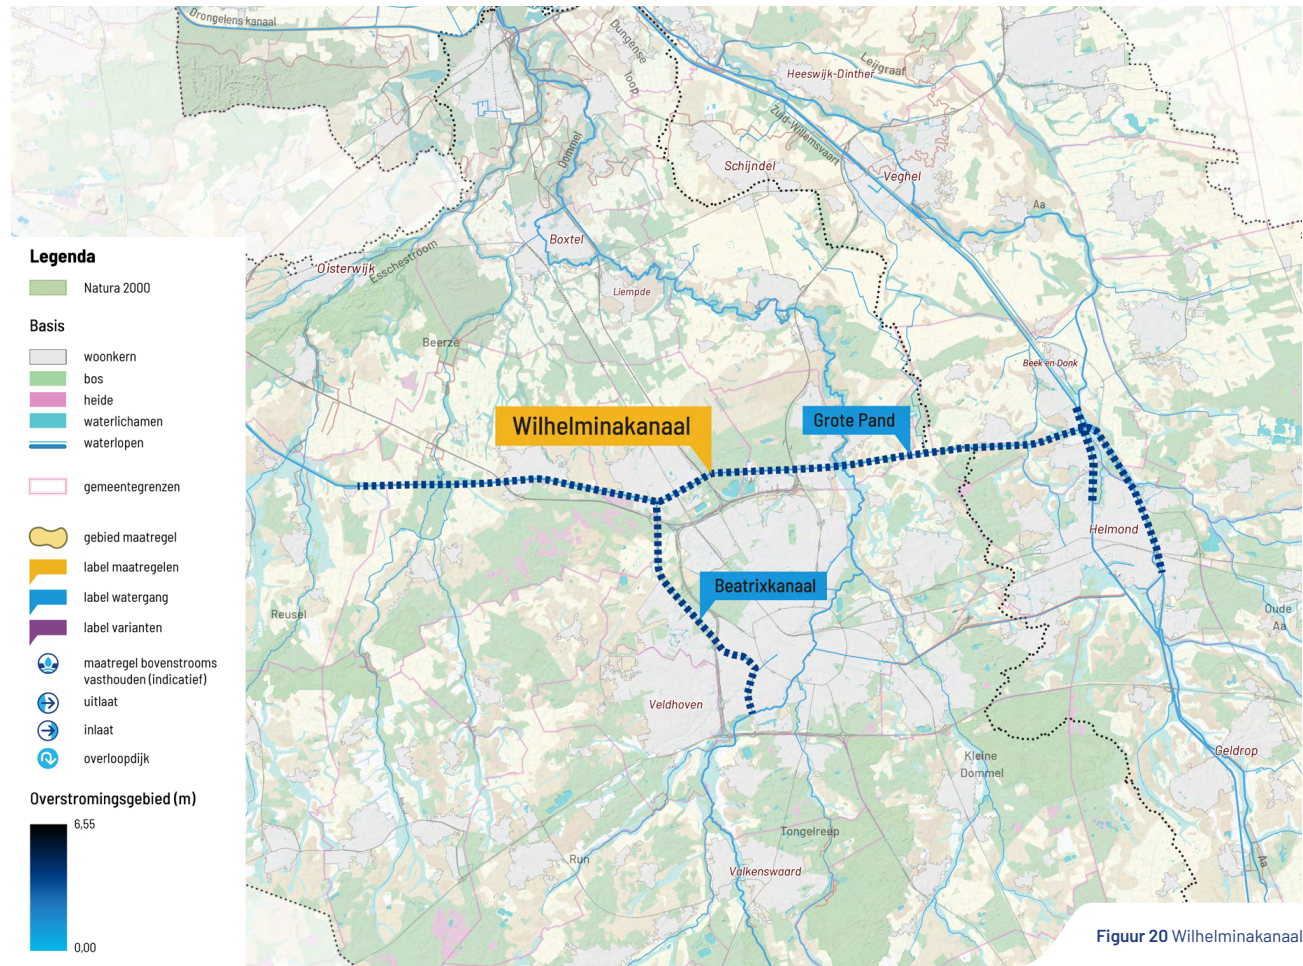 Drongelens kanaal
Dungense
loop
Heeswijk-Dinther
Leijgraaf
Zuid-Willemsvaart
Dommel
Schijndel
Veghel
Aa
Boxtel
Esschestroom
Oisterwijk
Liempde
Beerze
Beek en Donk
Wilhelminakanaal
Grote Pand
Helmond
Beatrixkanaal
Reusel
Oude
Aa
Veldhoven
Geldrop
Kleine
Dommel
Tongelreep
Run
Valkenswaard
Aa
Legenda
Natura 2000
Basis
woonkern
bos
heide
waterlichamen
waterlopen
gemeentegrenzen
gebied maatregel
label maatregelen
label watergang
label varianten
maatregel bovenstrooms
vasthouden (indicatief)
uitlaat
inlaat
overloopdijk
Overstromingsgebied (m)
6,55
0,00
Figuur 20 Wilhelminakanaal